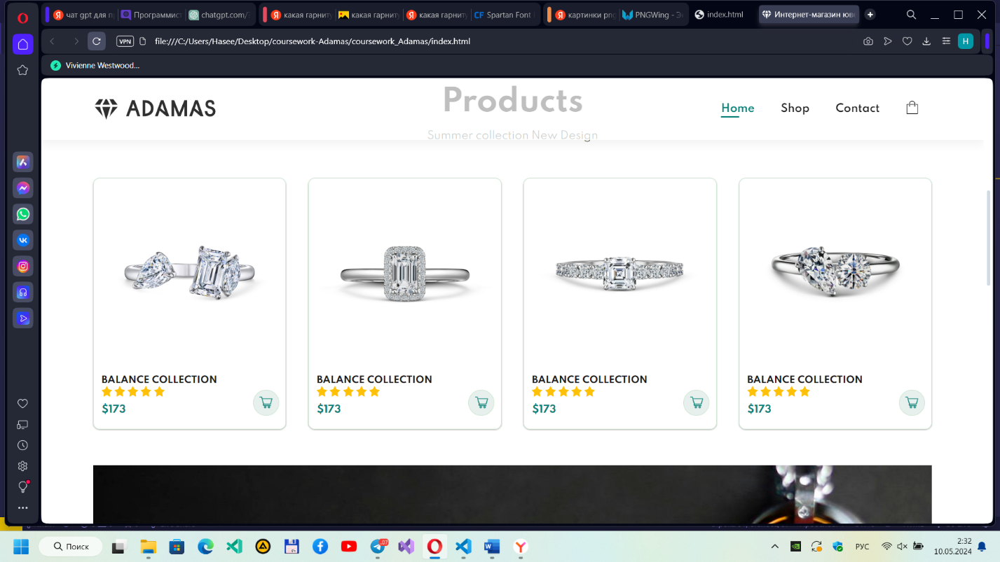 чат gpt для п
Программист
chatgpt.com/
какая гарниту
какая гарниту
какая гарниту
Spartan Font
картинки png
PNGWing - Э
index.html
Интернет-магазин юве
VPN
file:///C:/Users/Hasee/Desktop/coursework-Adamas/coursework_Adamas/index.html
H
Vivienne Westwood...
ADAMAS
Products
Summer collection New Design
Home
Shop
Contact
BALANCE COLLECTION
$173
BALANCE COLLECTION
$173
BALANCE COLLECTION
$173
BALANCE COLLECTION
$173
Поиск
РУС
2:32
10.05.2024